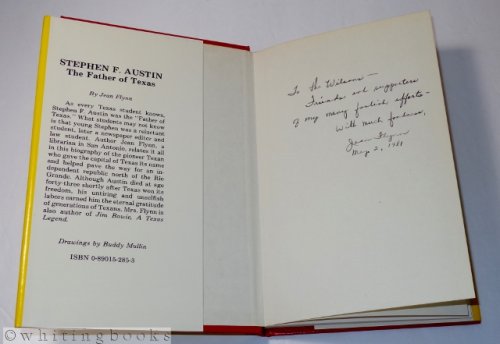 STEPHEN F. AUSTIN
The Father of Texas
By Jean Flynn
As every Texas student knows,
Stephen F. Austin was the "Father of
Texas." What students may not know
is that young Stephen was a reluctant
student, later a newspaper editor and
law student. Author Jean Flynn, a
librarian in San Antonio, relates it all
in this biography of the pioneer Texan
who gave the capital of Texas its name
and helped pave the way for an in-
dependent republic north of the Rio
Grande. Although Austin died at age
forty-three shortly after Texas won its
freedom, his untiring and unselfish
labors earned him the eternal gratitude
of generations of Texans. Mrs. Flynn is
also author of Jim Bowie, A Texas
Legend.
Drawings by Buddy Mullin
ISBN 0-89015-285-3
To the Wilsons —
Friends and supporters
of my many foolish efforts —
With much fondness,
Jean Flynn
May 2, 1981
©whitingbooks